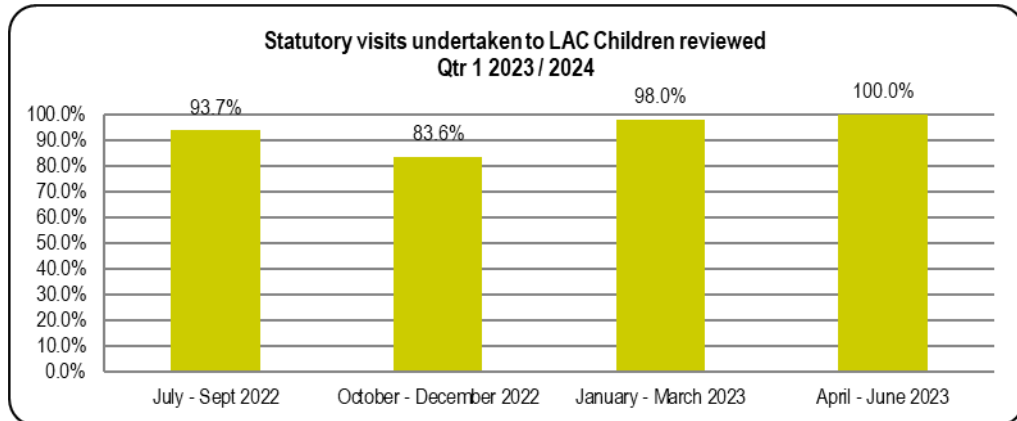 Statutory visits undertaken to LAC Children reviewed
Qtr 1 2023 / 2024
93.7%
83.6%
98.0%
100.0%
100.0%
90.0%
80.0%
70.0%
60.0%
50.0%
40.0%
30.0%
20.0%
10.0%
0.0%
July - Sept 2022
October - December 2022
January - March 2023
April - June 2023